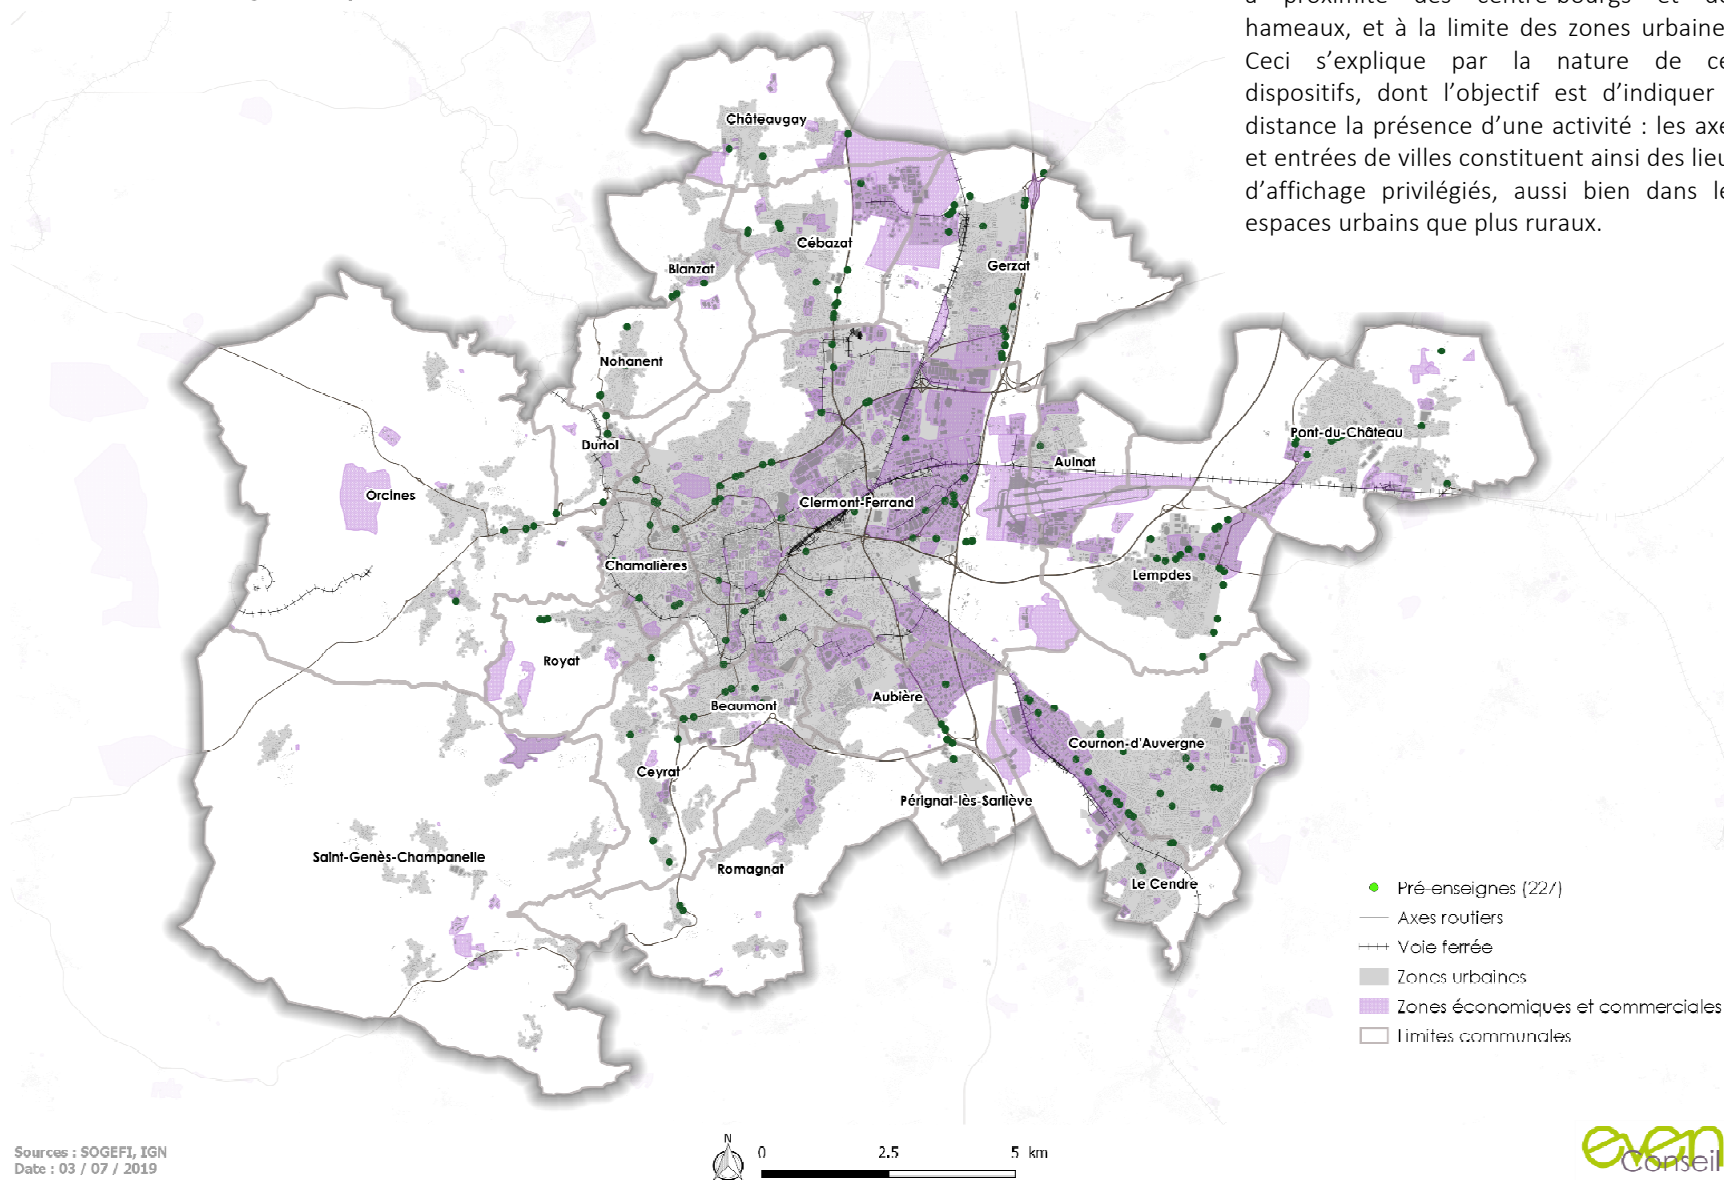 hameaux, et à la limite des zones urbaine
Ceci s’explique par la nature de ce
dispositifs, dont l’objectif est d’indiquer
distance la présence d’une activité : les axe
et entrées de villes constituent ainsi des lieu
d’affichage privilégiés, aussi bien dans le
espaces urbains que plus ruraux.
Châteaugay
Cébazat
Blanzat
Gerzat
Nohanent
Durtol
Pont-du-Château
Aulnat
Orcines
Clermont-Ferrand
Chamalières
Lempdes
Royat
Aubière
Beaumont
Cournon-d'Auvergne
Ceyrat
Pérignat-lès-Sarliève
Saint-Genès-Champanelle
Romagnat
Le Cendre
Pré-enseignes (227)
Axes routiers
Voie ferrée
Zones urbaines
Zones économiques et commerciales
Limites communales
Sources : SOGEFI, IGN
Date : 03 / 07 / 2019
N
0 2.5 5 km
even
Conseil